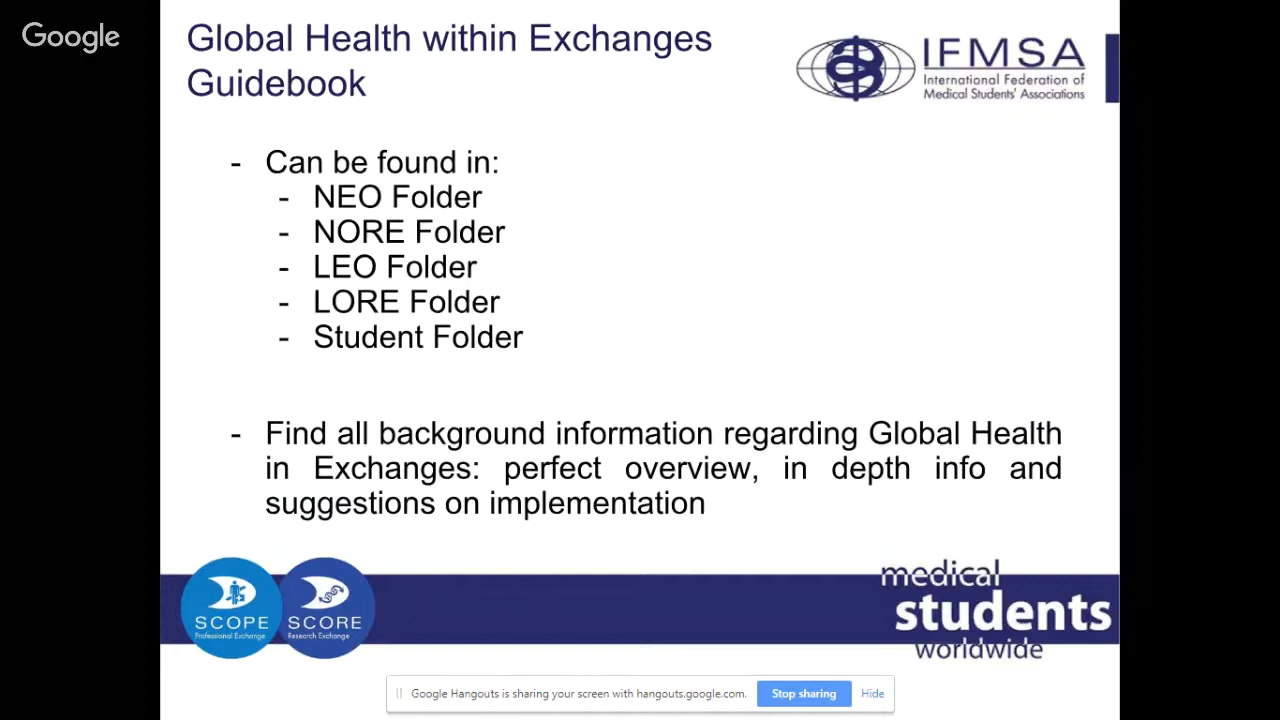 Google
Global Health within Exchanges
Guidebook
IFMSA
International Federation of
Medical Students' Associations
- Can be found in:
- NEO Folder
- NORE Folder
- LEO Folder
- LORE Folder
- Student Folder
- Find all background information regarding Global Health
in Exchanges: perfect overview, in depth info and
suggestions on implementation
SCOPE
Professional Exchange
SCORE
Research Exchange
medical
students
worldwide
Google Hangouts is sharing your screen with hangouts.google.com.
Stop sharing
Hide